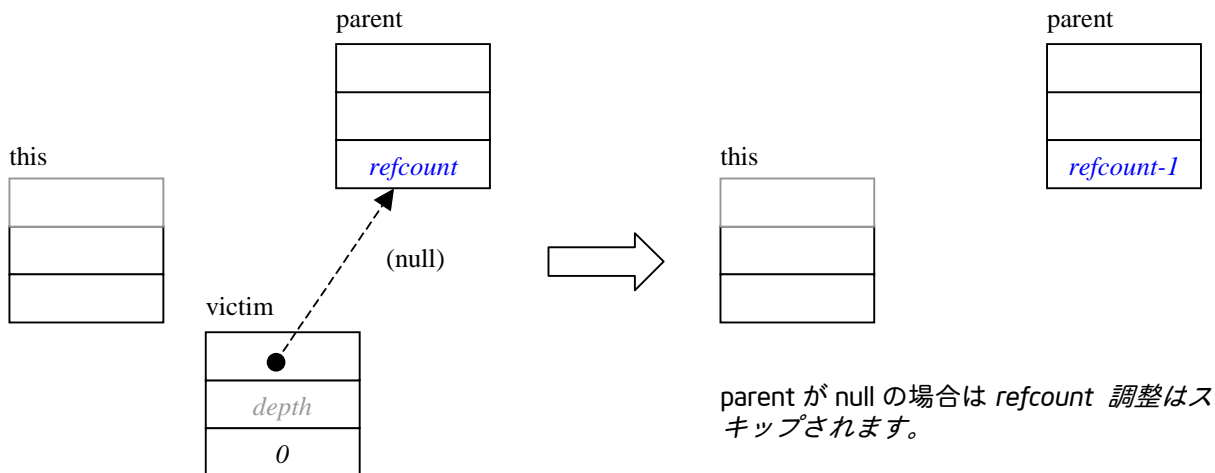 parent
refcount
this
(null)
victim
depth
0
parent
refcount-1
this
parent が null の場合は refcount 調整はス
キップされます。